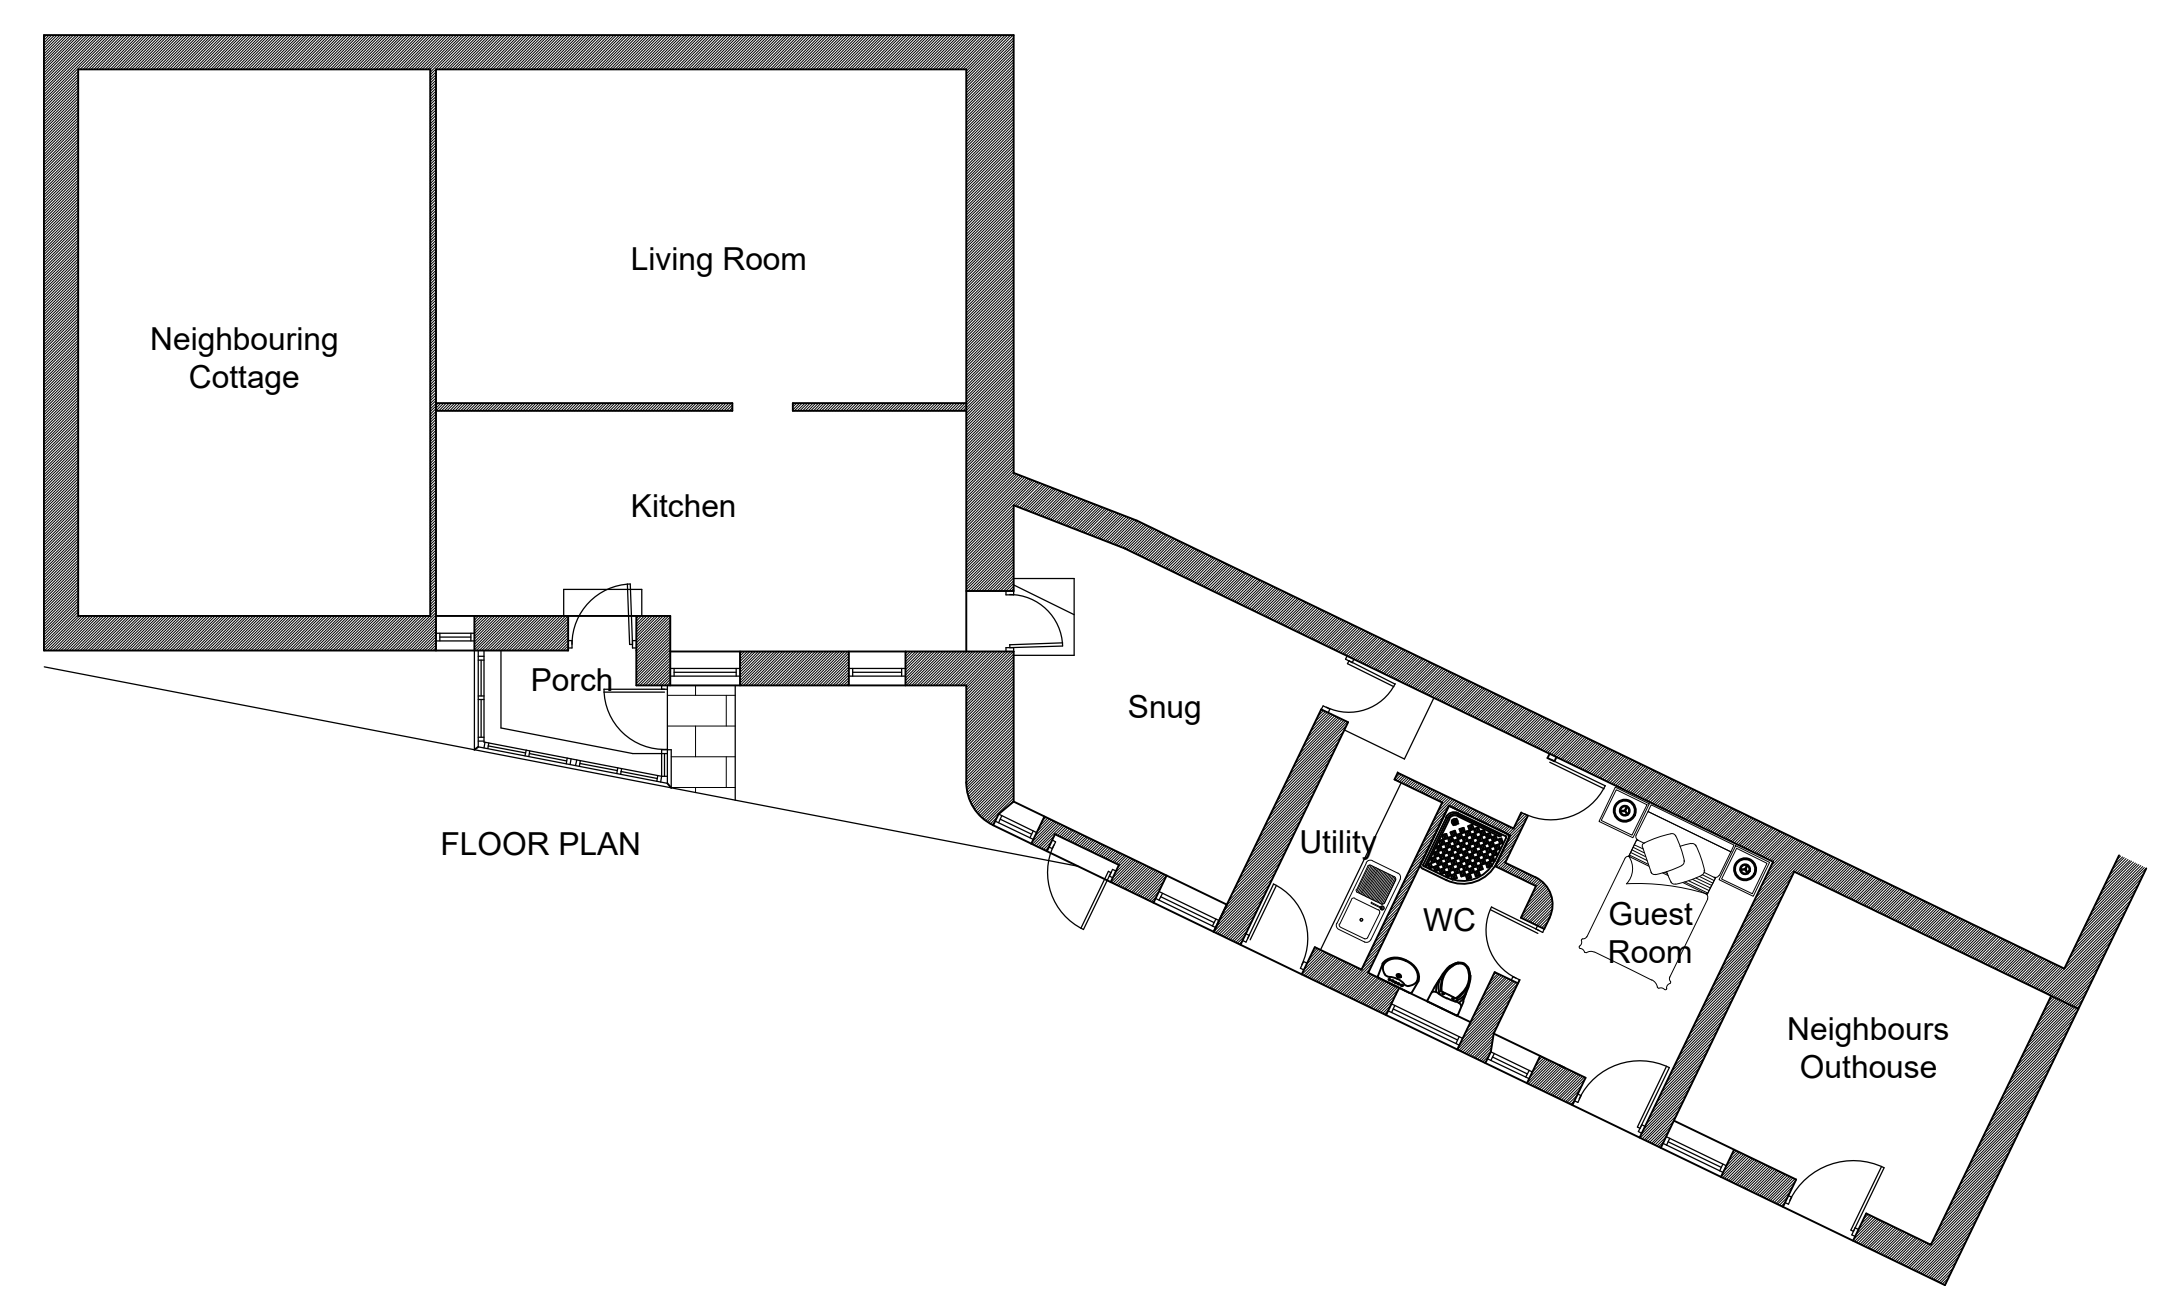 Living Room
Neighbouring
Cottage
Kitchen
Porch
Snug
FLOOR PLAN
Utility
WC
Guest
Room
Neighbours
Outhouse